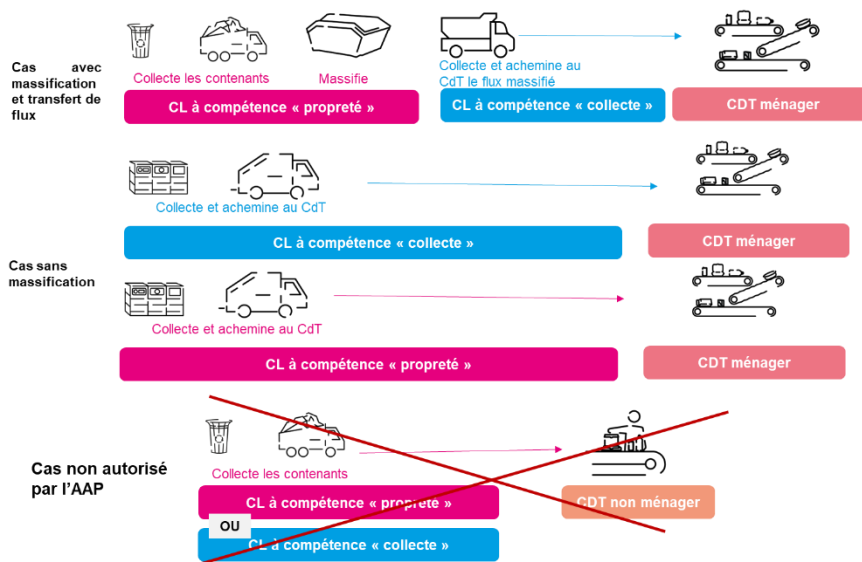 Cas avec
massification
et transfert de
flux
Collecte les contenants
Massifie
Collecte et achemine au
CdT le flux massifié
CL à compétence « propreté »
CL à compétence « collecte »
CDT ménager
Cas sans
massification
Collecte et achemine au CdT
CL à compétence « collecte »
CDT ménager
Collecte et achemine au CdT
CL à compétence « propreté »
CDT ménager
Cas non autorisé
par l’AAP
Collecte les contenants
CL à compétence « propreté »
CDT non ménager
OU
CL à compétence « collecte »